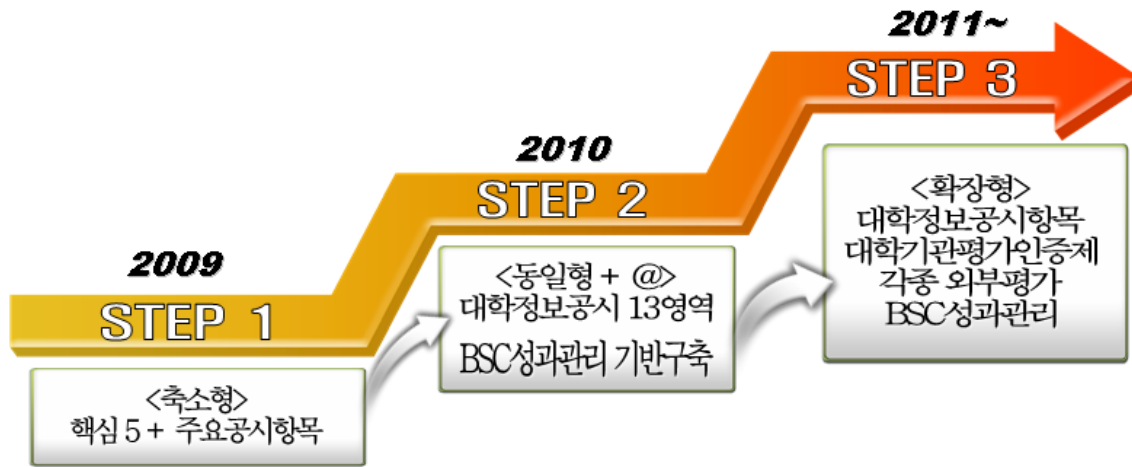 2009
STEP 1
<축소형>
핵심 5 + 주요공시항목
2010
STEP 2
<동일형 + @>
대학정보공시 13영역
BSC성과관리 기반구축
2011~
STEP 3
<확장형>
대학정보공시항목
대학기관평가인증제
각종 외부평가
BSC성과관리